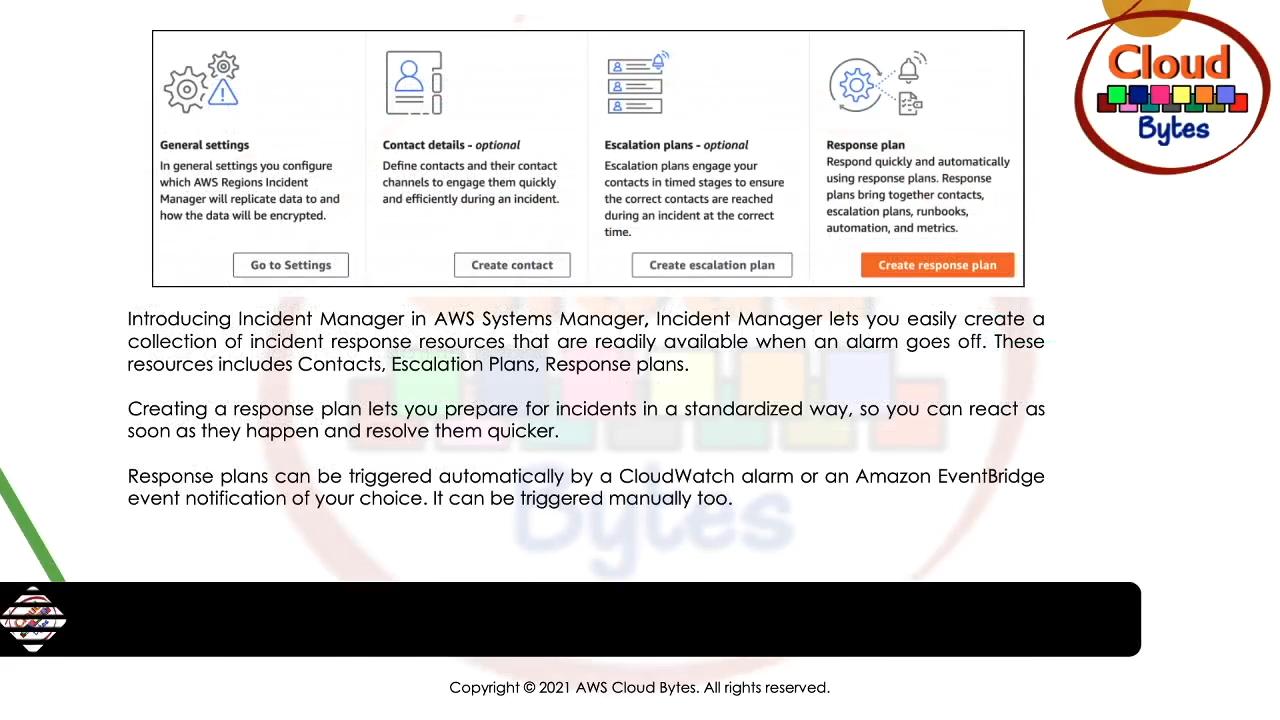 Cloud
Bytes
General settings
In general settings you configure
which AWS Regions Incident
Manager will replicate data to and
how the data will be encrypted.
Go to Settings
Contact details - optional
Define contacts and their contact
channels to engage them quickly
and efficiently during an incident.
Create contact
Escalation plans - optional
Escalation plans engage your
contacts in timed stages to ensure
the correct contacts are reached
during an incident at the correct
time.
Create escalation plan
Response plan
Respond quickly and automatically
using response plans. Response
plans bring together contacts,
escalation plans, runbooks,
automation, and metrics.
Create response plan
Introducing Incident Manager in AWS Systems Manager, Incident Manager lets you easily create a
collection of incident response resources that are readily available when an alarm goes off. These
resources includes Contacts, Escalation Plans, Response plans.
Creating a response plan lets you prepare for incidents in a standardized way, so you can react as
soon as they happen and resolve them quicker.
Response plans can be triggered automatically by a CloudWatch alarm or an Amazon EventBridge
event notification of your choice. It can be triggered manually too.
Bytes
Copyright © 2021 AWS Cloud Bytes. All rights reserved.